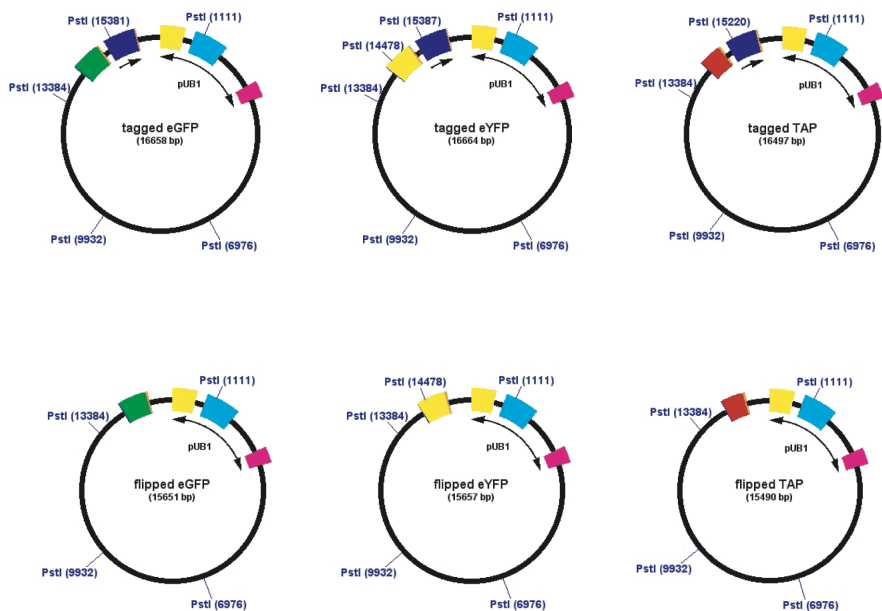 PstI (15381)
PstI (1111)
PstI (13384)
pUB1
tagged eGFP
(16658 bp)
PstI (9932)
PstI (6976)
PstI (15387)
PstI (1111)
PstI (14478)
PstI (13384)
pUB1
tagged eYFP
(16664 bp)
PstI (9932)
PstI (6976)
PstI (15220)
PstI (1111)
PstI (13384)
pUB1
tagged TAP
(16497 bp)
PstI (9932)
PstI (6976)
PstI (1111)
PstI (13384)
pUB1
flipped eGFP
(15651 bp)
PstI (9932)
PstI (6976)
PstI (14478)
PstI (1111)
PstI (13384)
pUB1
flipped eYFP
(15657 bp)
PstI (9932)
PstI (6976)
PstI (1111)
PstI (13384)
pUB1
flipped TAP
(15490 bp)
PstI (9932)
PstI (6976)